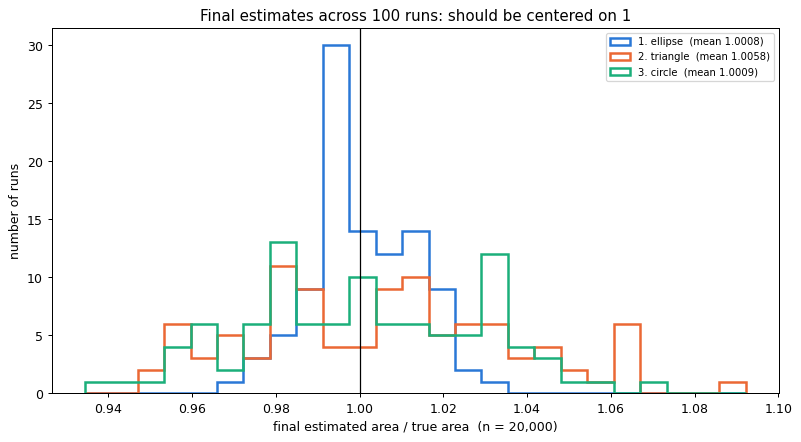 Final estimates across 100 runs: should be centered on 1
1. ellipse (mean 1.0008)
2. triangle (mean 1.0058)
3. circle (mean 1.0009)
number of runs
30
25
20
15
10
5
0
0.94 0.96 0.98 1.00 1.02 1.04 1.06 1.08 1.10
final estimated area / true area (n = 20,000)